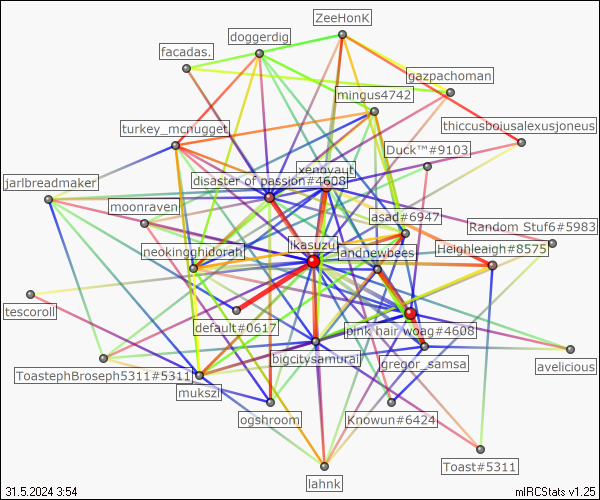 ZeeHonK
doggerdig
facadas.
gazpachoman
mingus4742
thiccusboiusalexusjoneus
turkey_mcnugget
Duck™#9103
xenovaut
disaster of passion#4608
jarlbreadmaker
moonraven
asad#6947
Random Stuf6#5983
ikasuzu
andnewbees
Heighleigh#8575
neokingghidorah
tescoroll
default#0617
pink hair woag#4608
bigcitysamurai
gregor_samsa
avelicious
ToastephBroseph5311#5311
mukszi
ogshroom
Knowun#6424
Toast#5311
lahnk
31.5.2024 3:54
mIRCStats v1.25